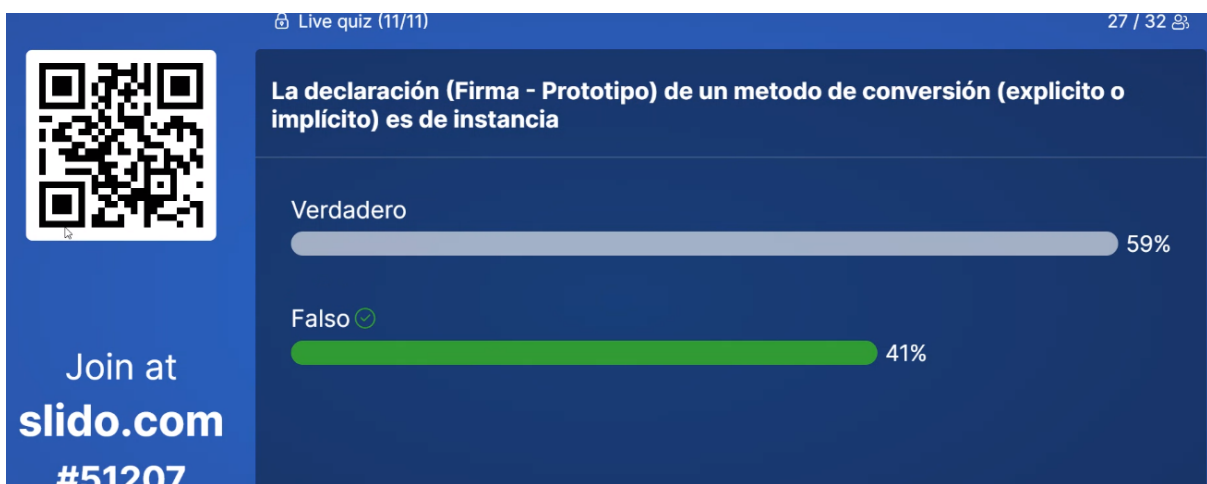 Live quiz (11/11)
27 / 32
La declaración (Firma - Prototipo) de un metodo de conversión (explicito o
implícito) es de instancia
Verdadero
59%
Falso
41%
Join at
slido.com
#51207